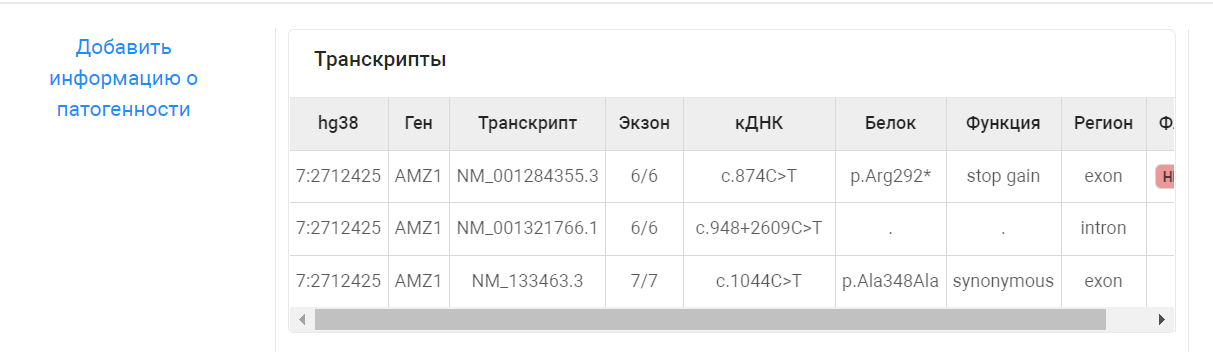 Добавить
информацию о
патогенности
Транскрипты
hg38 Ген Транскрипт Экзон кДНК Белок Функция Регион
7:2712425 AMZ1 NM_001284355.3 6/6 c.874C>T p.Arg292* stop gain exon
7:2712425 AMZ1 NM_001321766.1 6/6 c.948+2609C>T . . intron
7:2712425 AMZ1 NM_133463.3 7/7 c.1044C>T p.Ala348Ala synonymous exon